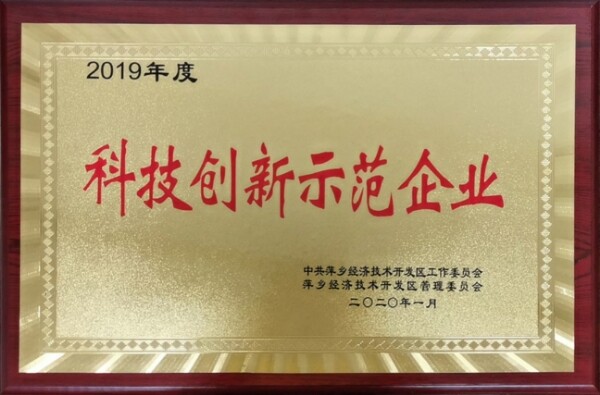 2019年度
科技创新示范企业
中共萍乡经济技术开发区工作委员会
萍乡经济技术开发区管理委员会
二〇二〇年一月